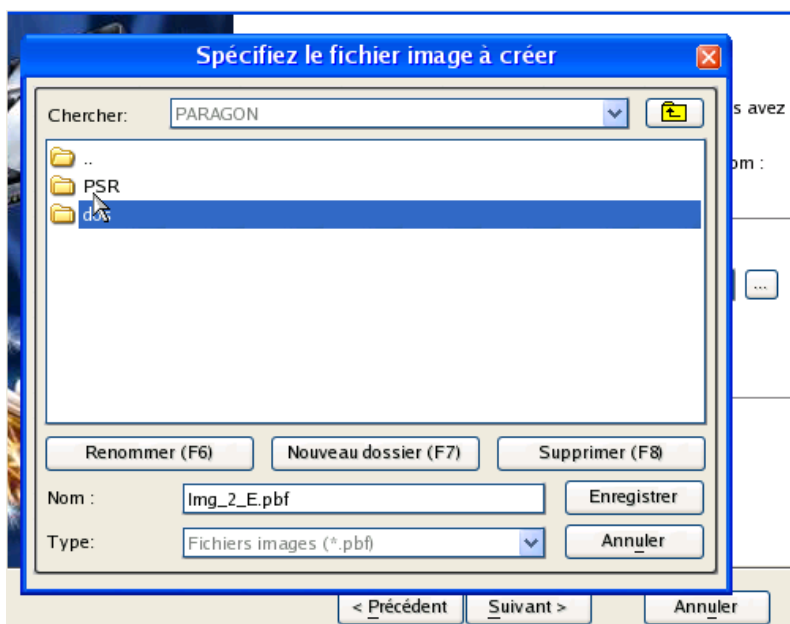 Spécifiez le fichier image à créer
s avez
Chercher: PARAGON
om :
..
PSR
dos
...
Renommer (F6) Nouveau dossier (F7) Supprimer (F8)
Nom : Img_2_E.pbf Enregistrer
Type: Fichiers images (*.pbf) Annuler
< Précédent Suivant > Annuler